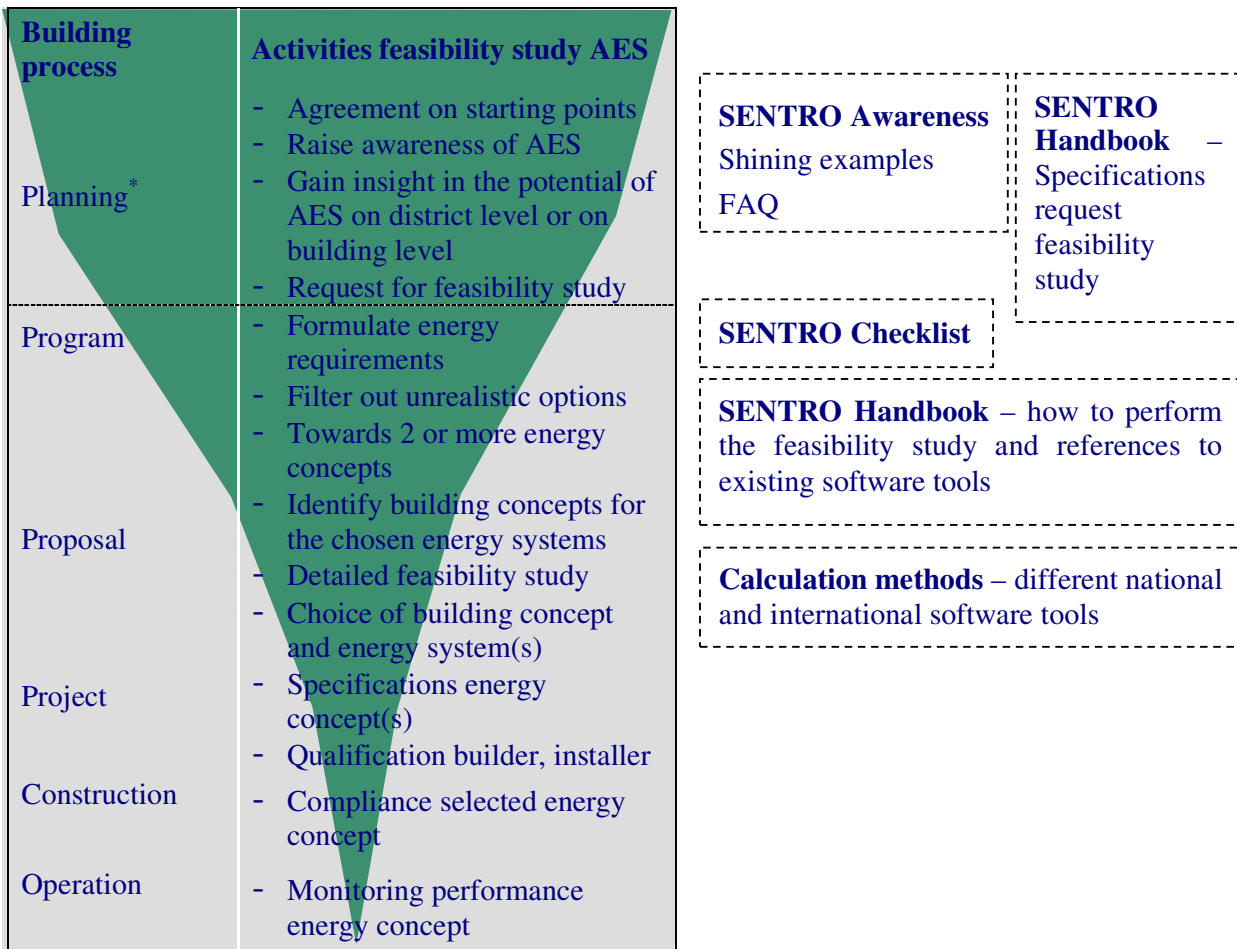 Building
process
Activities feasibility study AES
- Agreement on starting points
- Raise awareness of AES
Planning*
- Gain insight in the potential of
AES on district level or on
building level
- Request for feasibility study
Program
- Formulate energy
requirements
- Filter out unrealistic options
- Towards 2 or more energy
concepts
Proposal
- Identify building concepts for
the chosen energy systems
- Detailed feasibility study
- Choice of building concept
and energy system(s)
Project
- Specifications energy
concept(s)
- Qualification builder, installer
Construction
- Compliance selected energy
concept
Operation
- Monitoring performance
energy concept
SENTRO Awareness
Shining examples
FAQ
SENTRO
Handbook –
Specifications
request
feasibility
study
SENTRO Checklist
SENTRO Handbook – how to perform
the feasibility study and references to
existing software tools
Calculation methods – different national
and international software tools